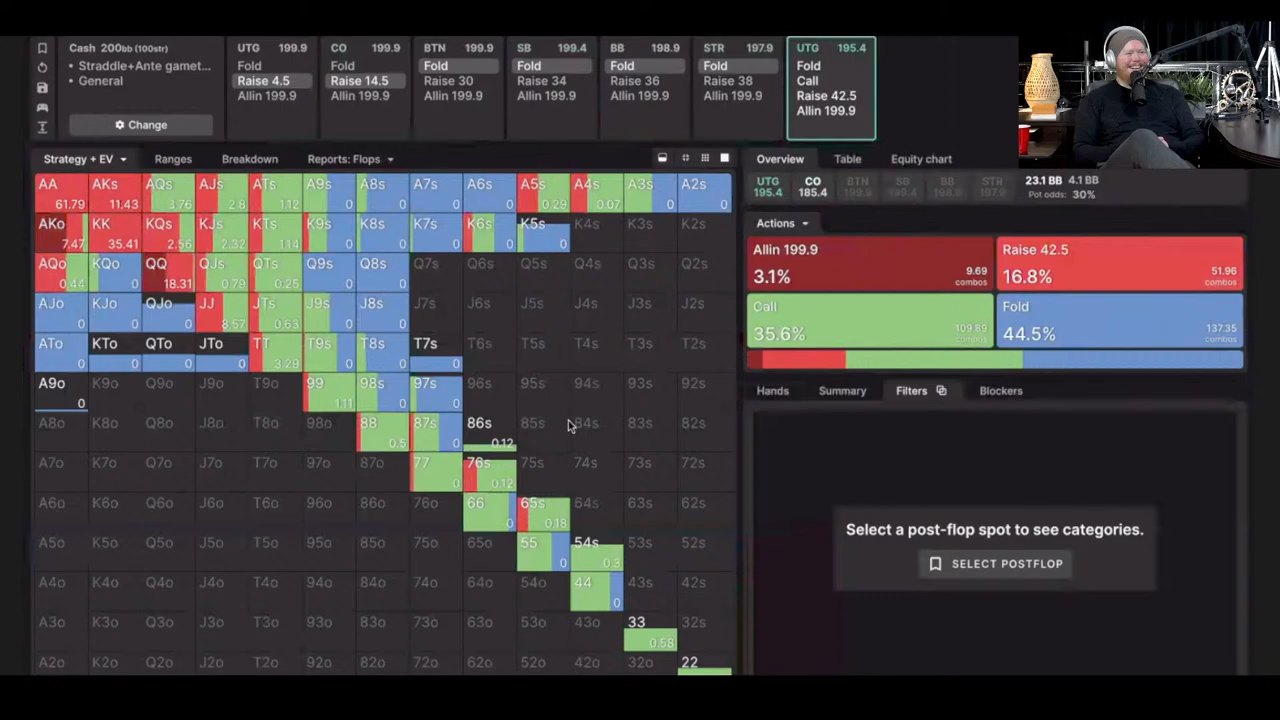 Cash 200bb (100str)
Straddle+Ante gamet...
General
Change
UTG 199.9
Fold
Raise 4.5
Allin 199.9
CO 199.9
Fold
Raise 14.5
Allin 199.9
BTN 199.9
Fold
Raise 30
Allin 199.9
SB 199.4
Fold
Raise 34
Allin 199.9
BB 198.9
Fold
Raise 36
Allin 199.9
STR 197.9
Fold
Raise 38
Allin 199.9
UTG 195.4
Fold
Call
Raise 42.5
Allin 199.9
Strategy + EV Ranges Breakdown Reports: Flops
AA AKs AQs AJs ATs A9s A8s A7s A6s A5s A4s A3s A2s
61.79 11.43 3.76 2.8 1.12 0 0 0 0 0.29 0.07 0 0
AKo KK KQs KJs KTs K9s K8s K7s K6s K5s K4s K3s K2s
7.47 35.41 2.56 2.32 1.14 0 0 0 0 0
AQo KQo QQ QJs QTs Q9s Q8s Q7s Q6s Q5s Q4s Q3s Q2s
0.44 0 18.31 0.79 0.25 0 0
AJo KJo QJo JJ JTs J9s J8s J7s J6s J5s J4s J3s J2s
0 0 0 8.57 0.63 0 0
ATo KTo QTo JTo TT T9s T8s T7s T6s T5s T4s T3s T2s
0 0 0 0 3.29 0 0 0
A9o K9o Q9o J9o T9o 99 98s 97s 96s 95s 94s 93s 92s
0 1.11 0 0
A8o K8o Q8o J8o T8o 98o 88 87s 86s 85s 84s 83s 82s
0.5 0 0.12
A7o K7o Q7o J7o T7o 97o 87o 77 76s 75s 74s 73s 72s
0 0.12
A6o K6o Q6o J6o T6o 96o 86o 76o 66 65s 64s 63s 62s
0 0.18
A5o K5o Q5o J5o T5o 95o 85o 75o 65o 55 54s 53s 52s
0 0.3
A4o K4o Q4o J4o T4o 94o 84o 74o 64o 54o 44 43s 42s
0
A3o K3o Q3o J3o T3o 93o 83o 73o 63o 53o 43o 33 32s
0.58
A2o K2o Q2o J2o T2o 92o 82o 72o 62o 52o 42o 32o 22
Overview Table Equity chart
UTG CO BTN SB BB STR 23.1 BB 4.1 BB
195.4 185.4 199.9 199.4 198.9 197.9 Pot odds: 30%
Actions
Allin 199.9
3.1% 9.69 combos
Raise 42.5
16.8% 51.96 combos
Call
35.6% 109.89 combos
Fold
44.5% 137.35 combos
Hands Summary Filters Blockers
Select a post-flop spot to see categories.
SELECT POSTFLOP